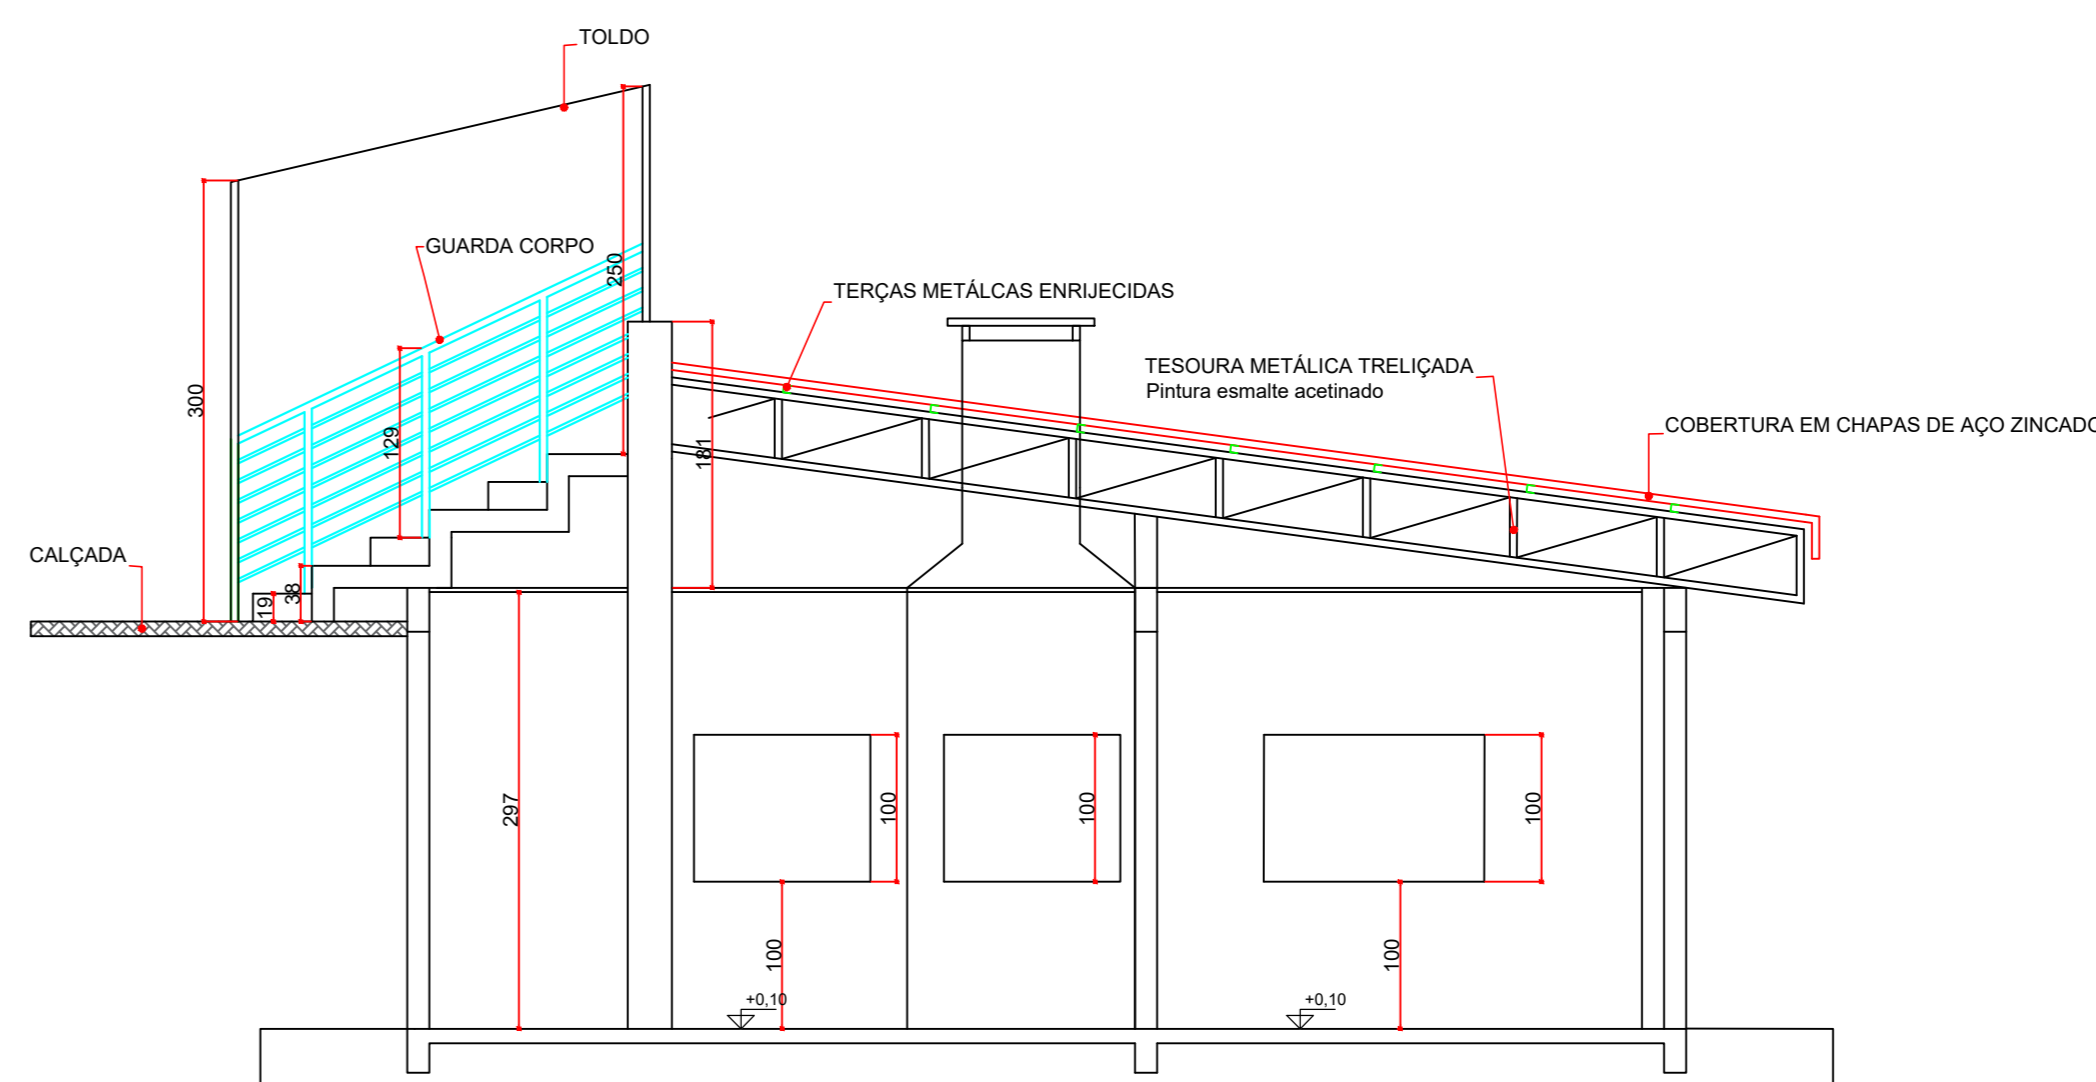 TOLDO
GUARDA CORPO
250
TERÇAS METÁLCAS ENRIJECIDAS
TESOURA METÁLICA TRELIÇADA
Pintura esmalte acetinado
300
129
181
COBERTURA EM CHAPAS DE AÇO ZINCADO
CALÇADA
19
38
297
100
100
100
100
100
+0,10
+0,10